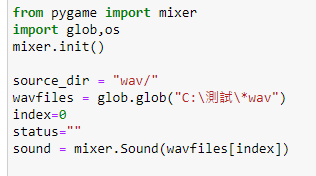 from pygame import mixer
import glob,os
mixer.init()
source_dir = "wav/"
wavfiles = glob.glob("C:\測試\*wav")
index=0
status=""
sound = mixer.Sound(wavfiles[index])